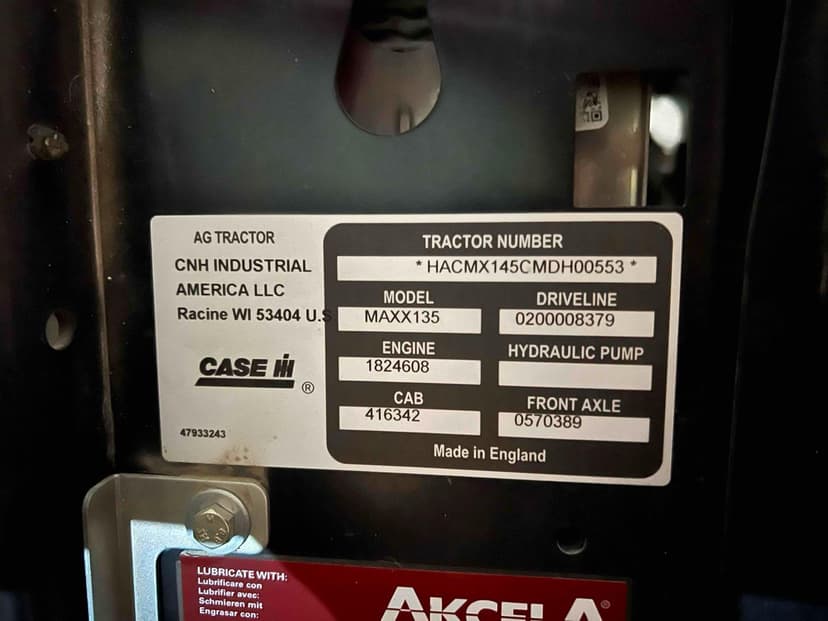 AG TRACTOR
CNH INDUSTRIAL
AMERICA LLC
Racine WI 53404 U.S
CASE IH
®
47933243
TRACTOR NUMBER
* HACMX145CMDH00553 *
MODEL
MAXX135
DRIVELINE
0200008379
ENGINE
1824608
HYDRAULIC PUMP
CAB
416342
FRONT AXLE
0570389
Made in England
LUBRICATE WITH:
Lubrificare con
Lubrifier avec:
Schmieren mit
Engrasar con:
AKCELA®